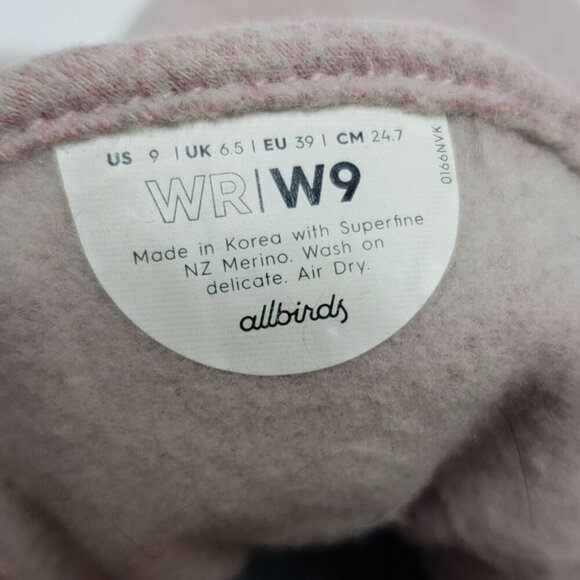 US 9 | UK 6.5 | EU 39 | CM 24.7
WR|W9
Made in Korea with Superfine
NZ Merino. Wash on
delicate. Air Dry.
allbirds
0166NVK